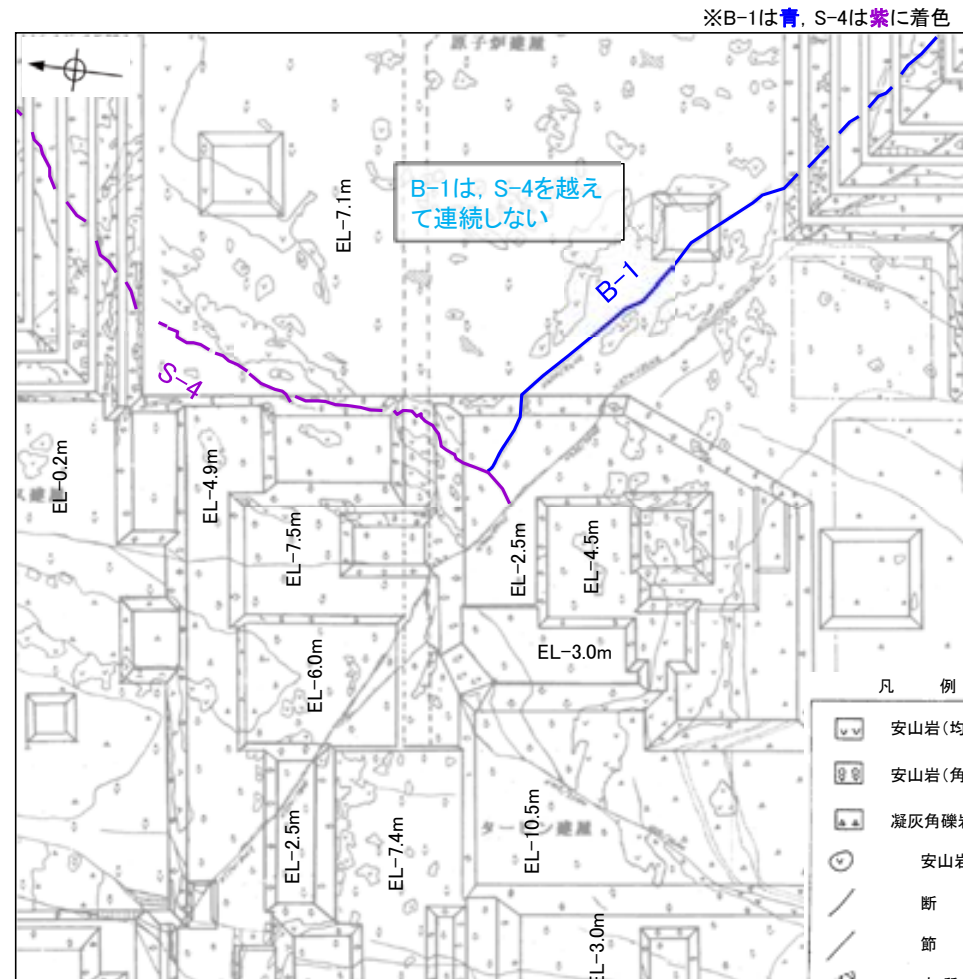 ※B-1は青, S-4は紫に着色
原子炉建屋
B-1は, S-4を越え
て連続しない
EL-7.1m
B-1
S-4
EL-0.2m
EL-4.9m
EL-7.5m
EL-2.5m
EL-4.5m
EL-3.0m
EL-6.0m
凡 例
安山岩(均
安山岩(角
凝灰角礫岩
安山岩
断
節
EL-2.5m
EL-7.4m
EL-10.5m
タービン建屋
EL-3.0m